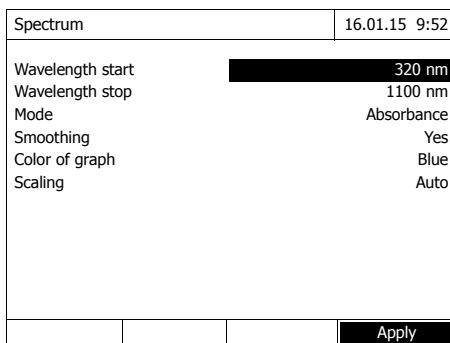 Spectrum 16.01.15 9:52
Wavelength start 320 nm
Wavelength stop 1100 nm
Mode Absorbance
Smoothing Yes
Color of graph Blue
Scaling Auto
Apply